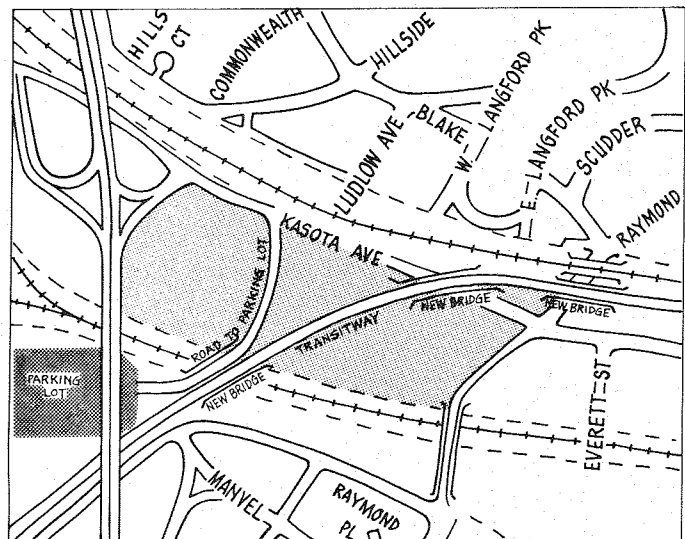 HILLS
CT
COMMONWEALTH
HILLSIDE
LUDLOW AVE
BLAKE
W. LANGFORD PK
E. LANGFORD PK
SCUDDER
RAYMOND
KASOTA AVE
ROAD TO PARKING LOT
TRANSITWAY
NEW BRIDGE
NEW BRIDGE
NEW BRIDGE
PARKING
LOT
EVERETT ST
MANVEL
RAYMOND
PL